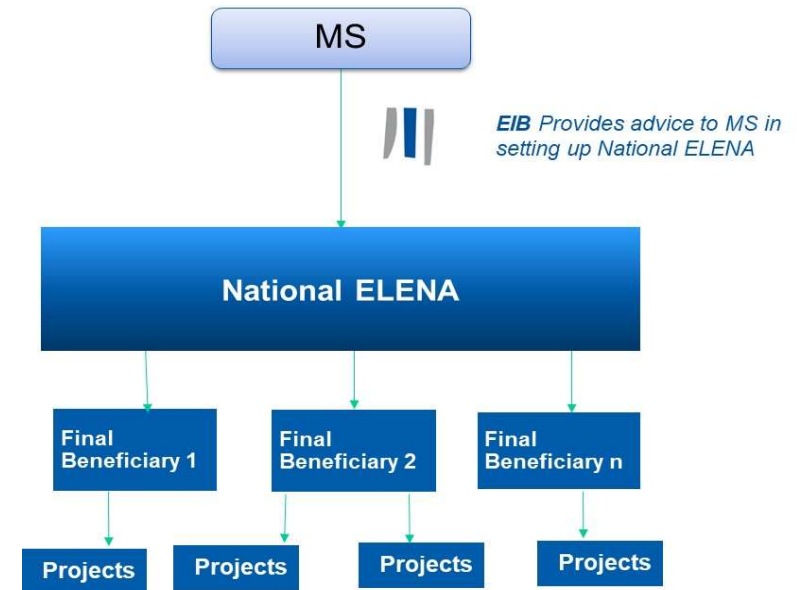 MS
EIB Provides advice to MS in
setting up National ELENA
National ELENA
Final
Beneficiary 1
Final
Beneficiary 2
Final
Beneficiary n
Projects
Projects
Projects
Projects